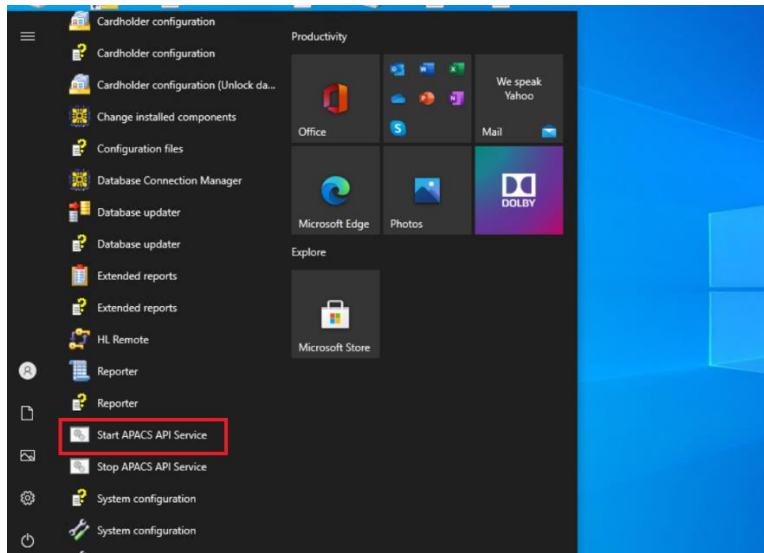 Cardholder configuration
Cardholder configuration
Cardholder configuration (Unlock da...
Change installed components
Configuration files
Database Connection Manager
Database updater
Database updater
Extended reports
Extended reports
HL Remote
Reporter
Reporter
Start APACS API Service
Stop APACS API Service
System configuration
System configuration
Productivity
Office
We speak
Yahoo
Mail
Microsoft Edge
Photos
DOLBY
Explore
Microsoft Store